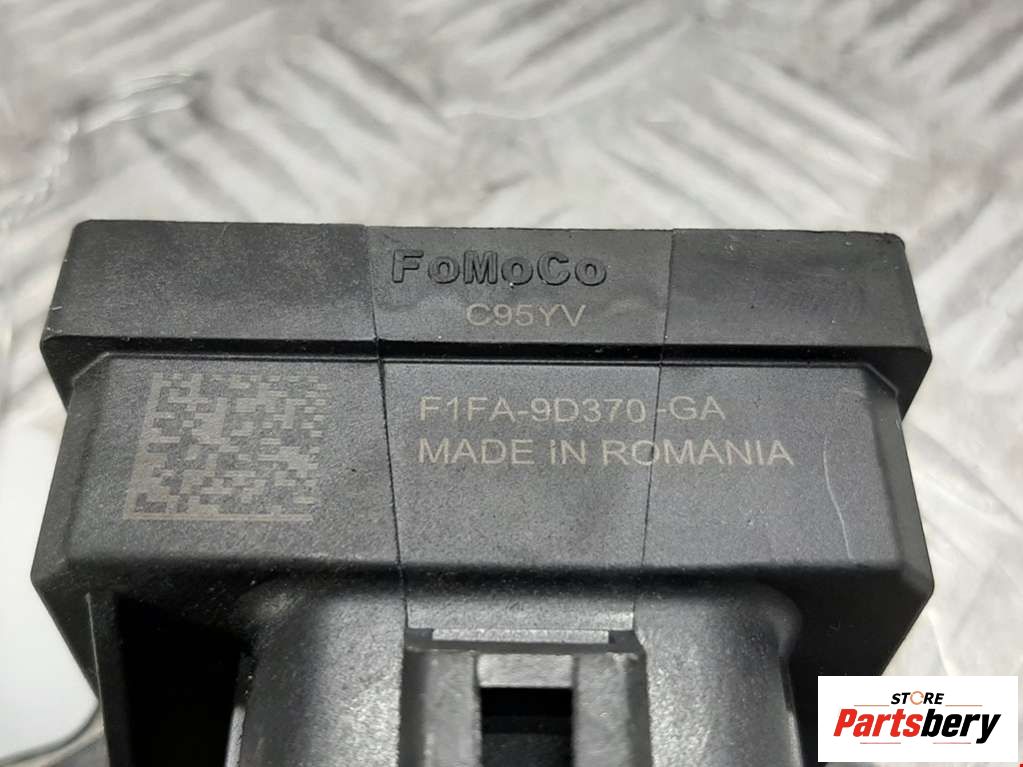 FoMoCo
C95YV
F1FA-9D370-GA
MADE IN ROMANIA
STORE
Partsbery